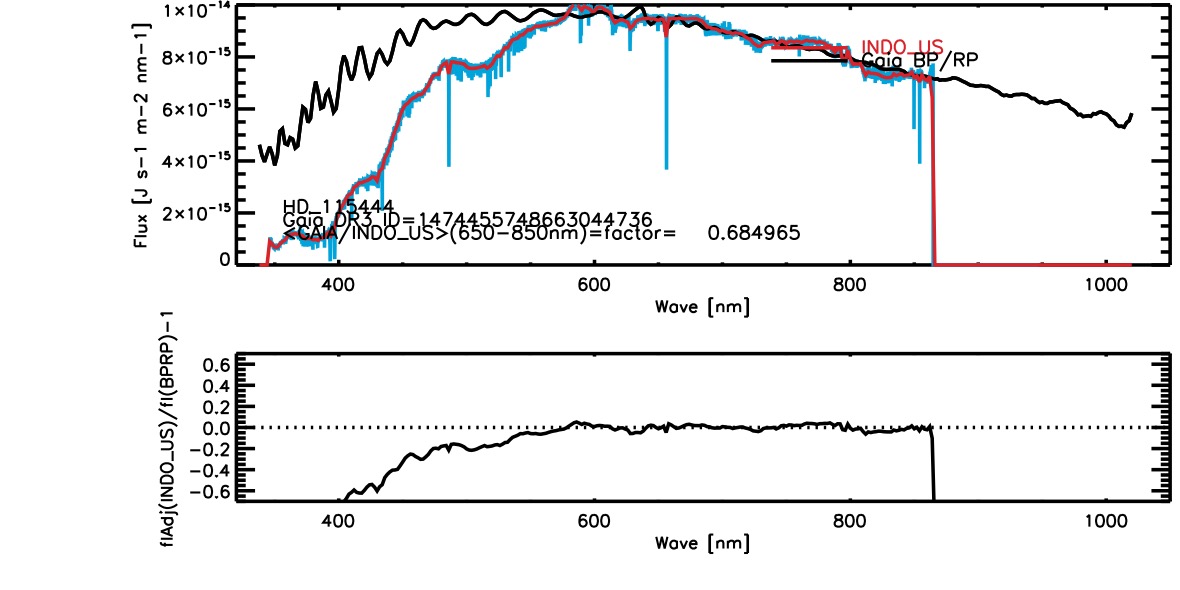 1×10−14
8×10−15
6×10−15
4×10−15
2×10−15
0
Flux [J s−1 m−2 nm−1]
INDO_US
Gaia BP/RP
HD_115444
Gaia DR3 ID=1474455748663044736
<GAIA/INDO_US>(650−850nm)=factor= 0.684965
400 600 800 1000
Wave [nm]
flAdj(INDO_US)/fl(BPRP)−1
0.6
0.4
0.2
0.0
−0.2
−0.4
−0.6
400 600 800 1000
Wave [nm]